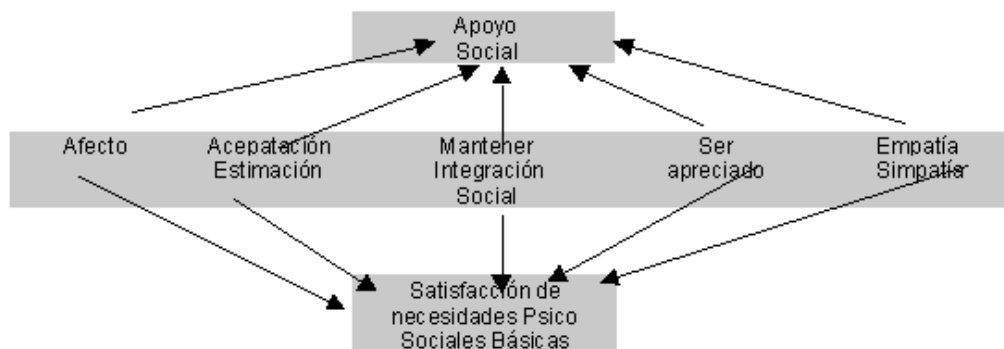 Apoyo
Social
Afecto
Acepatación
Estimación
Mantener
Integración
Social
Ser
apreciado
Empatía
Simpatía
Satisfacción de
necesidades Psico
Sociales Básicas